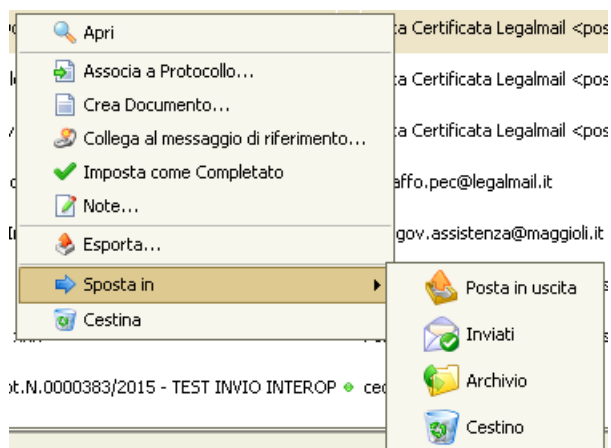 Apri
a Certificata Legalmail <pos
Associa a Protocollo...
a Certificata Legalmail <pos
Crea Documento...
Collega al messaggio di riferimento...
a Certificata Legalmail <pos
Imposta come Completato
affo.pec@legalmail.it
Note...
gov.assistenza@maggioli.it
Esporta...
Sposta in
Posta in uscita
Cestina
Inviati
Archivio
ot.N.0000383/2015 - TEST INVIO INTEROP
Cestino